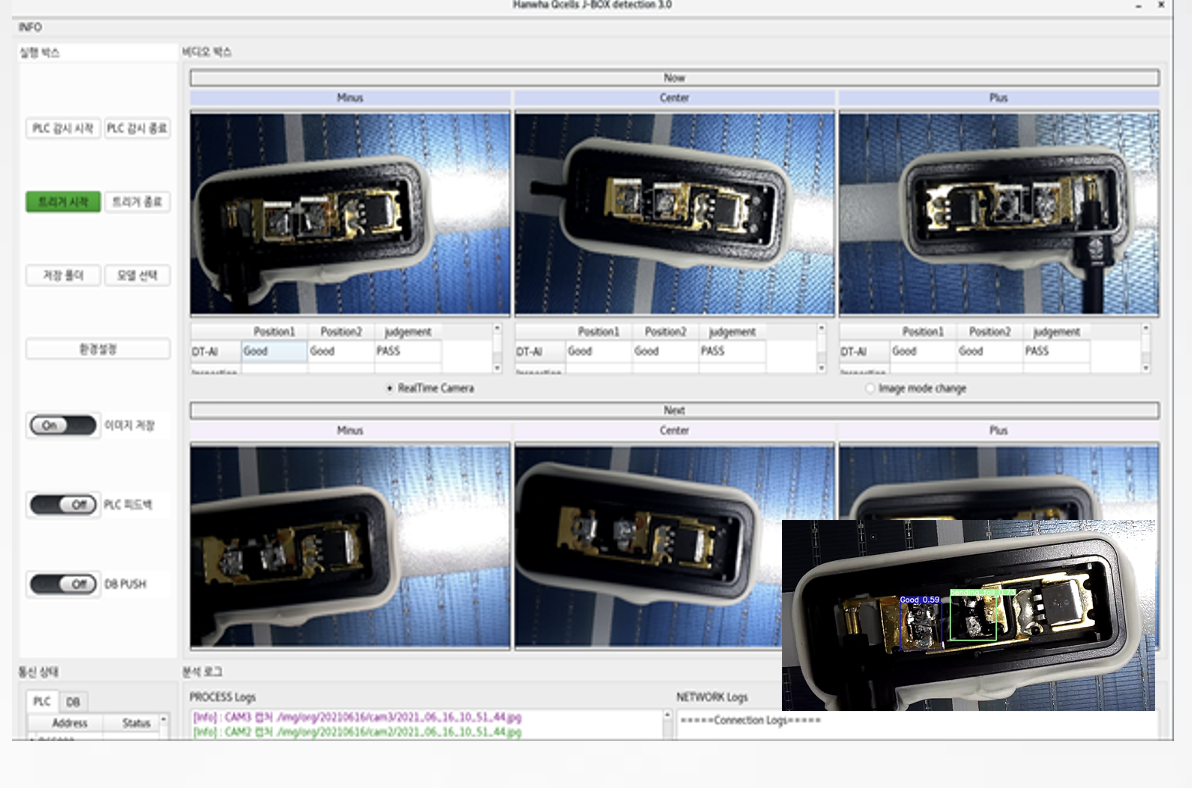 Hanwha Qcells J-BOX detection 3.0
INFO
실행 박스
비디오 박스
Now
Minus Center Plus
PLC 감시 시작 PLC 감시 종료
트리거 시작 트리거 종료
저장 폴더 모델 선택
Position1 Position2 judgement
DT-AI Good Good PASS
Position1 Position2 judgement
DT-AI Good Good PASS
Position1 Position2 judgement
DT-AI Good Good PASS
환경설정
RealTime Camera Image mode change
Next
Minus Center Plus
On 이미지 저장
Off PLC 피드백
Off DB PUSH
Good 0.59
통신 상태
분석 로그
PLC DB
Address Status
PROCESS Logs
[Info] : CAM3 캡처 /img/org/20210616/cam3/2021_06_16_10_51_44.jpg
[Info] : CAM2 캡처 /img/org/20210616/cam2/2021_06_16_10_51_44.jpg
NETWORK Logs
=====Connection Logs=====